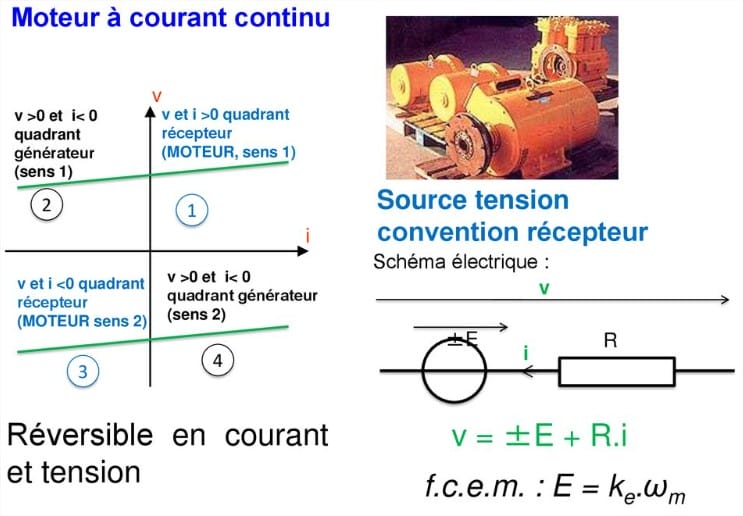 Moteur à courant continu
v
v >0 et i< 0
quadrant
générateur
(sens 1)
v et i >0 quadrant
récepteur
(MOTEUR, sens 1)
2
1
i
v et i <0 quadrant
récepteur
(MOTEUR sens 2)
v >0 et i< 0
quadrant générateur
(sens 2)
3
4
Réversible en courant
et tension
Source tension
convention récepteur
Schéma électrique :
v
±E
i
R
v = ±E + R.i
f.c.e.m. : E = ke.ωm